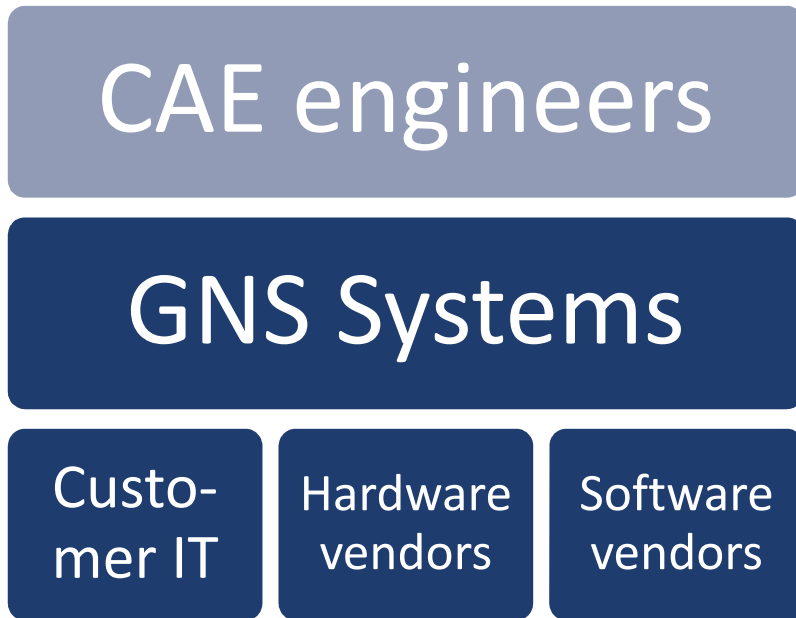 CAE engineers
GNS Systems
Custo-
mer IT
Hardware
vendors
Software
vendors